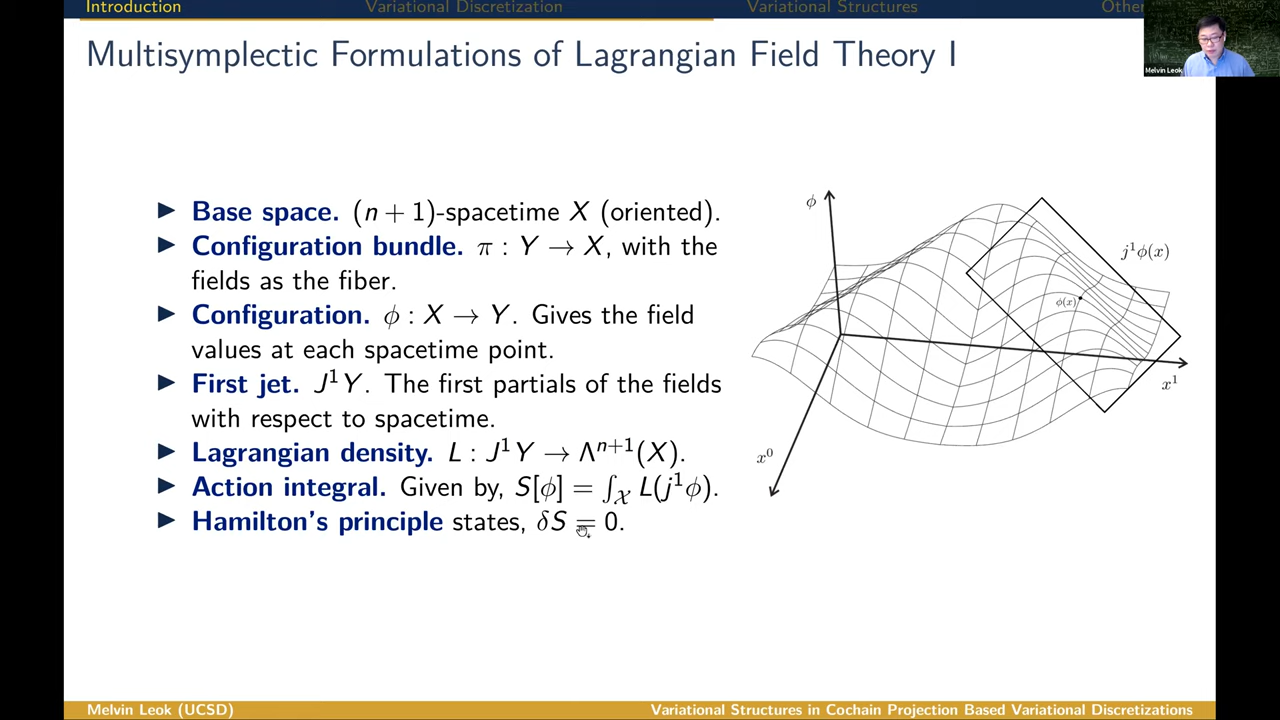 Introduction Variational Discretization Variational Structures Other
Multisymplectic Formulations of Lagrangian Field Theory I
Melvin Leok
▶ Base space. (n + 1)-spacetime X (oriented).
▶ Configuration bundle. π : Y → X, with the
fields as the fiber.
▶ Configuration. ϕ : X → Y. Gives the field
values at each spacetime point.
▶ First jet. J¹Y. The first partials of the fields
with respect to spacetime.
▶ Lagrangian density. L : J¹Y → Λⁿ⁺¹(X).
▶ Action integral. Given by, S[ϕ] = ∫_𝒳 L(j¹ϕ).
▶ Hamilton's principle states, δS = 0.
ϕ
j¹ϕ(x)
ϕ(x)
x¹
x⁰
Melvin Leok (UCSD) Variational Structures in Cochain Projection Based Variational Discretizations